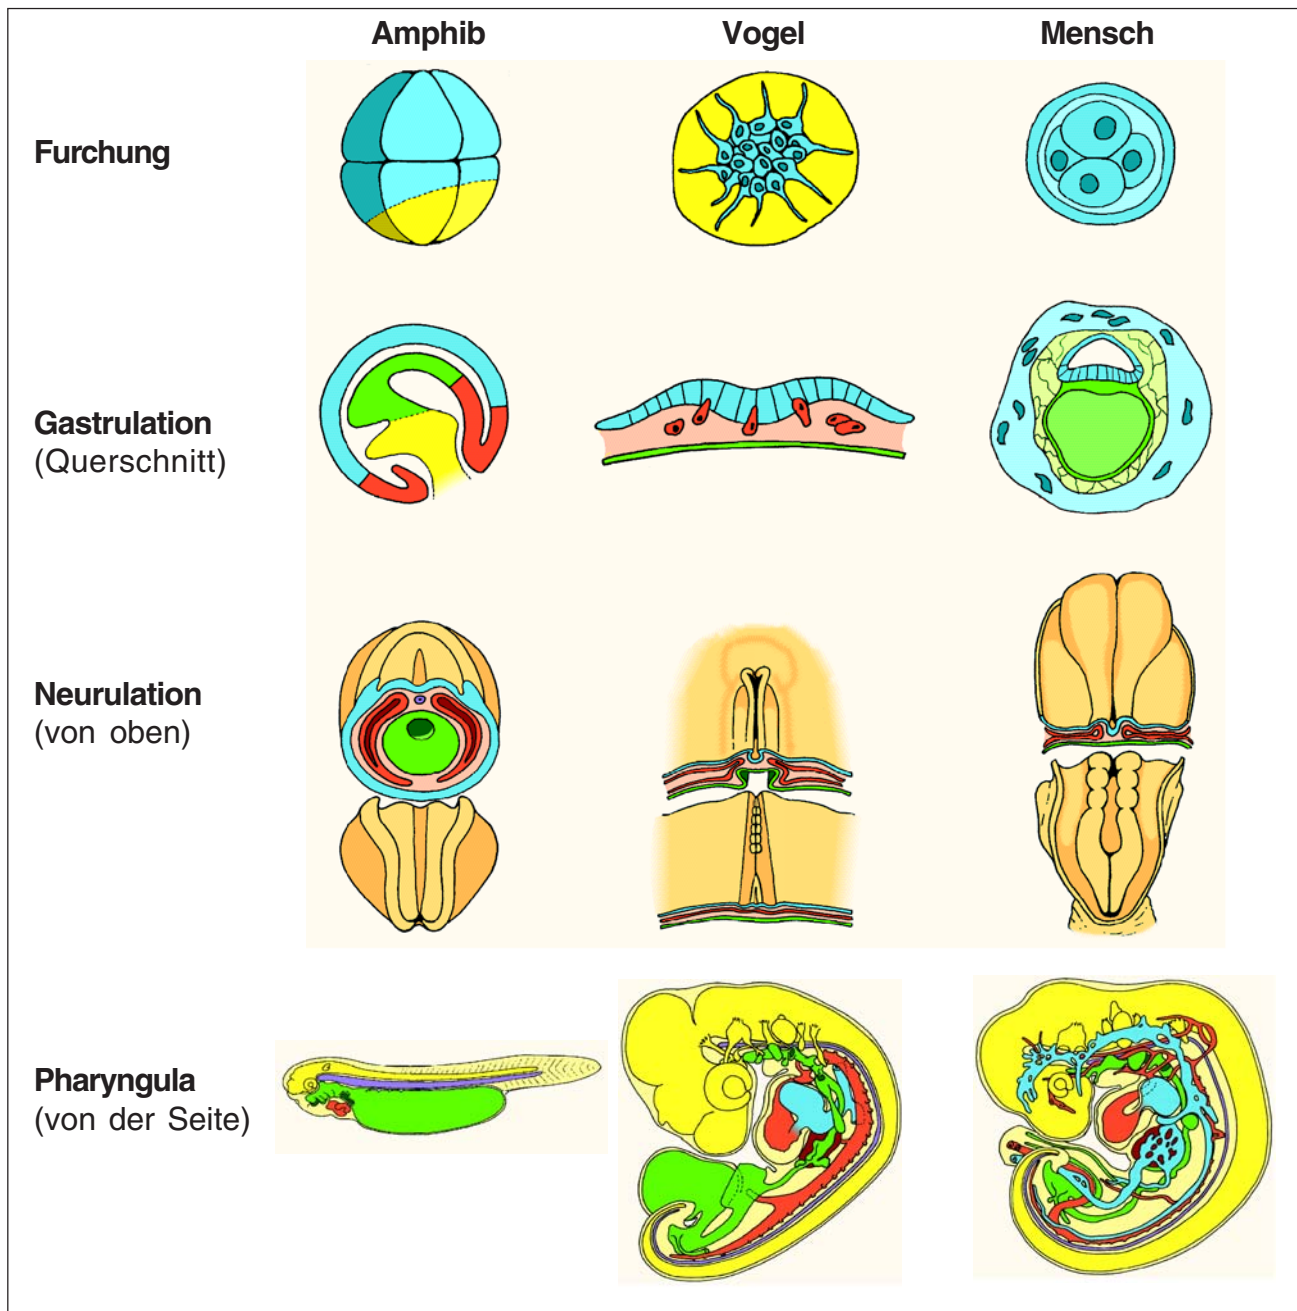 Amphib Vogel Mensch
Furchung
Gastrulation
(Querschnitt)
Neurulation
(von oben)
Pharyngula
(von der Seite)